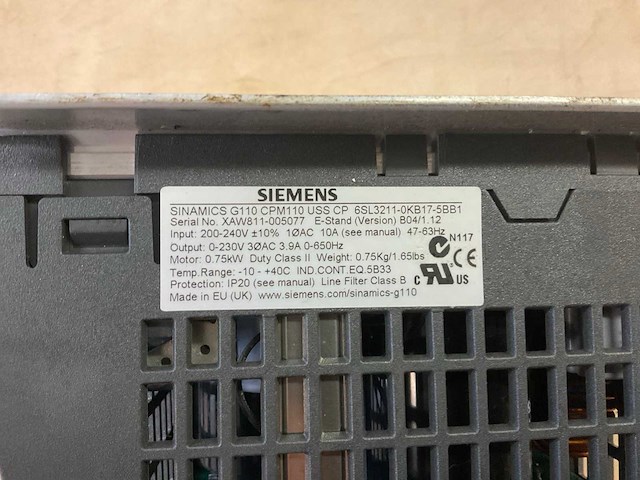 SIEMENS
SINAMICS G110 CPM110 USS CP 6SL3211-0KB17-5BB1
Serial No. XAW811-005077 E-Stand (Version) B04/1.12
Input: 200-240V ±10% 1ØAC 10A (see manual) 47-63Hz
Output: 0-230V 3ØAC 3.9A 0-650Hz
N117
Motor: 0.75kW Duty Class II Weight: 0.75Kg/1.65lbs
Temp.Range: -10 - +40C IND.CONT.EQ.5B33
Protection: IP20 (see manual) Line Filter Class B
Made in EU (UK) www.siemens.com/sinamics-g110
C UR US
CE